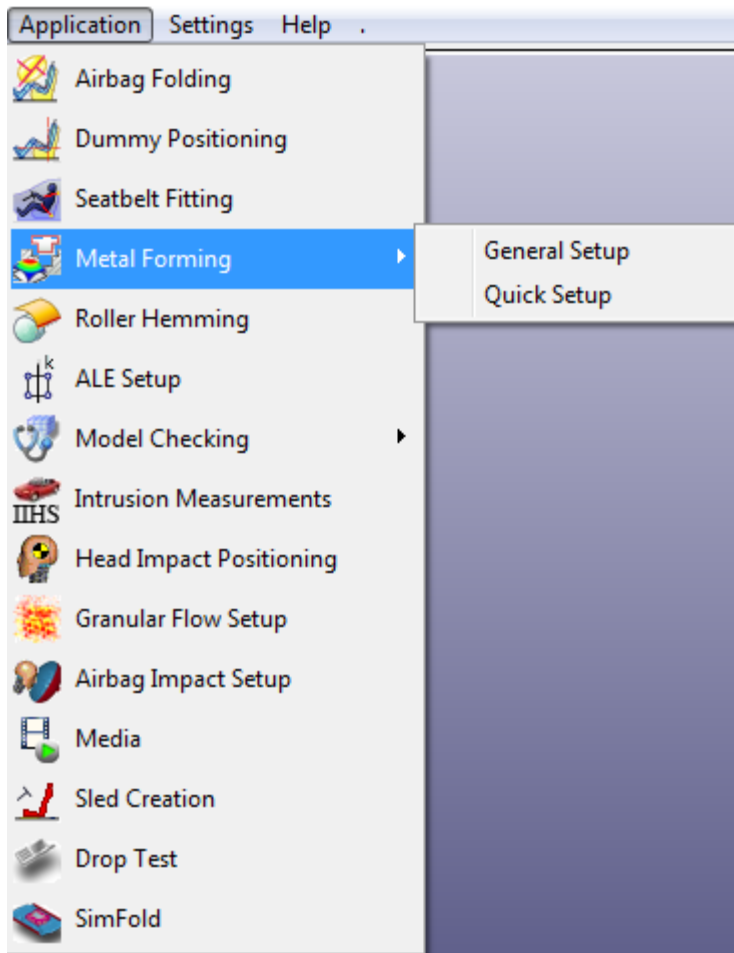 Application Settings Help .
Airbag Folding
Dummy Positioning
Seatbelt Fitting
Metal Forming
General Setup
Quick Setup
Roller Hemming
k
ALE Setup
Model Checking
IIHS
Intrusion Measurements
Head Impact Positioning
Granular Flow Setup
Airbag Impact Setup
Media
Sled Creation
Drop Test
SimFold